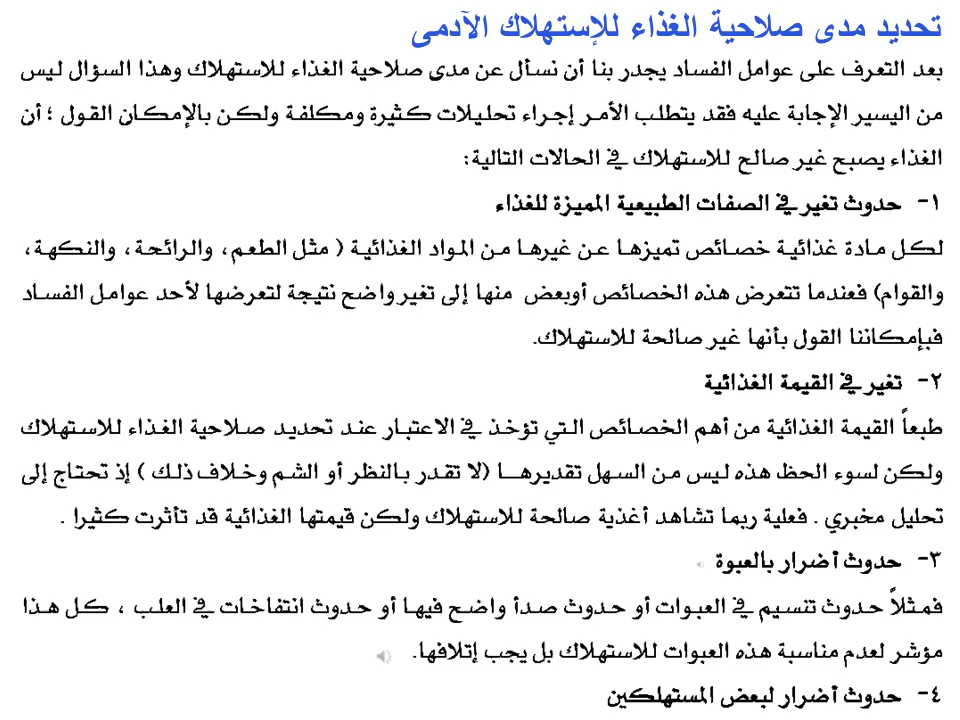 تحديد مدى صلاحية الغذاء للإستهلاك الآدمى
بعد التعرف على عوامل الفساد يجدر بنا أن نسأل عن مدى صلاحية الغذاء للاستهلاك وهذا السؤال ليس
من اليسير الإجابة عليه فقد يتطلب الأمر إجراء تحليلات كثيرة ومكلفة ولكن بالإمكان القول ؛ أن
الغذاء يصبح غير صالح للاستهلاك في الحالات التالية:
١- حدوث تغير في الصفات الطبيعية المميزة للغذاء
لكل مادة غذائية خصائص تميزها عن غيرها من المواد الغذائية ( مثل الطعم، والرائحة، والنكهة،
والقوام) فعندما تتعرض هذه الخصائص أوبعض منها إلى تغير واضح نتيجة لتعرضها لأحد عوامل الفساد
فبإمكاننا القول بأنها غير صالحة للاستهلاك.
٢- تغير في القيمة الغذائية
طبعاً القيمة الغذائية من أهم الخصائص التي تؤخذ في الاعتبار عند تحديد صلاحية الغذاء للاستهلاك
ولكن لسوء الحظ هذه ليس من السهل تقديرها (لا تقدر بالنظر أو الشم وخلاف ذلك ) إذ تحتاج إلى
تحليل مخبري . فعلية ربما تشاهد أغذية صالحة للاستهلاك ولكن قيمتها الغذائية قد تأثرت كثيرا .
٣- حدوث أضرار بالعبوة
فمثلاً حدوث تنسيم في العبوات أو حدوث صدأ واضح فيها أو حدوث انتفاخات في العلب ، كل هذا
مؤشر لعدم مناسبة هذه العبوات للاستهلاك بل يجب إتلافها.
٤- حدوث أضرار لبعض المستهلكين